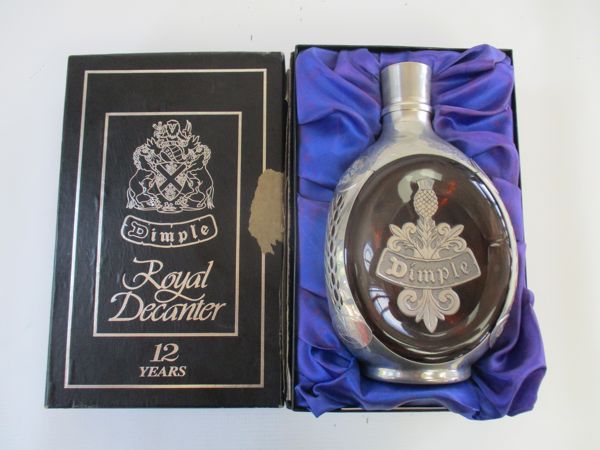 Dimple
Royal
Decanter
12
YEARS
Dimple